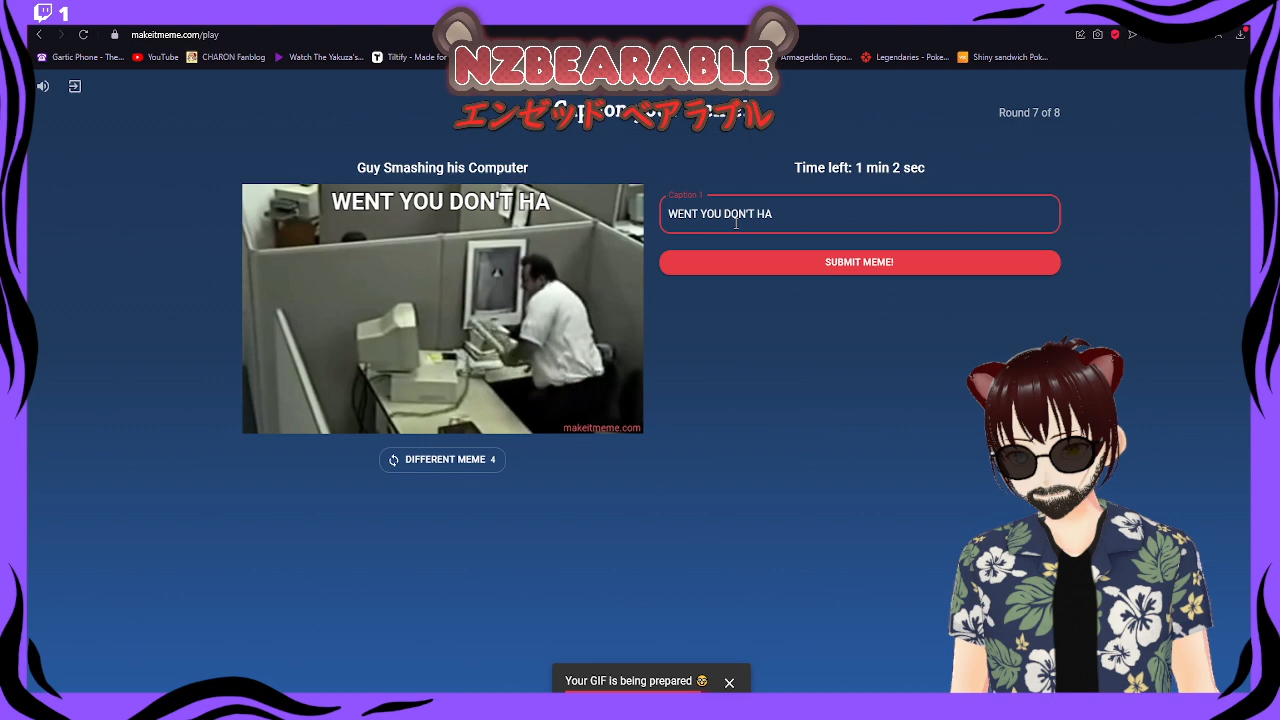 1
makeitmeme.com/play
Gartic Phone - The...
YouTube
CHARON Fanblog
Watch The Yakuza's...
Tiltify - Made for
Armageddon Expo...
Legendaries - Poke...
Shiny sandwich Pok...
NZBEARABLE
エンゼッド ベアラブル
Round 7 of 8
Guy Smashing his Computer
Time left: 1 min 2 sec
WENT YOU DON'T HA
makeitmeme.com
Caption 1
WENT YOU DON'T HA
SUBMIT MEME!
DIFFERENT MEME 4
Your GIF is being prepared